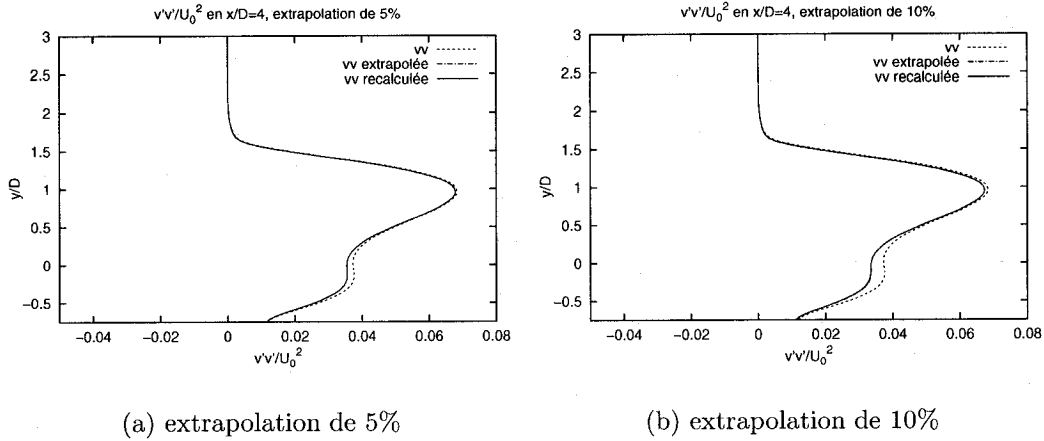 v'v'/U₀² en x/D=4, extrapolation de 5%
3
2.5
2
1.5
1
0.5
0
−0.5
y/D
vv
vv extrapolée
vv recalculée
−0.04 −0.02 0 0.02 0.04 0.06 0.08
v'v'/U₀²
(a) extrapolation de 5%
v'v'/U₀² en x/D=4, extrapolation de 10%
3
2.5
2
1.5
1
0.5
0
−0.5
y/D
vv
vv extrapolée
vv recalculée
−0.04 −0.02 0 0.02 0.04 0.06 0.08
v'v'/U₀²
(b) extrapolation de 10%